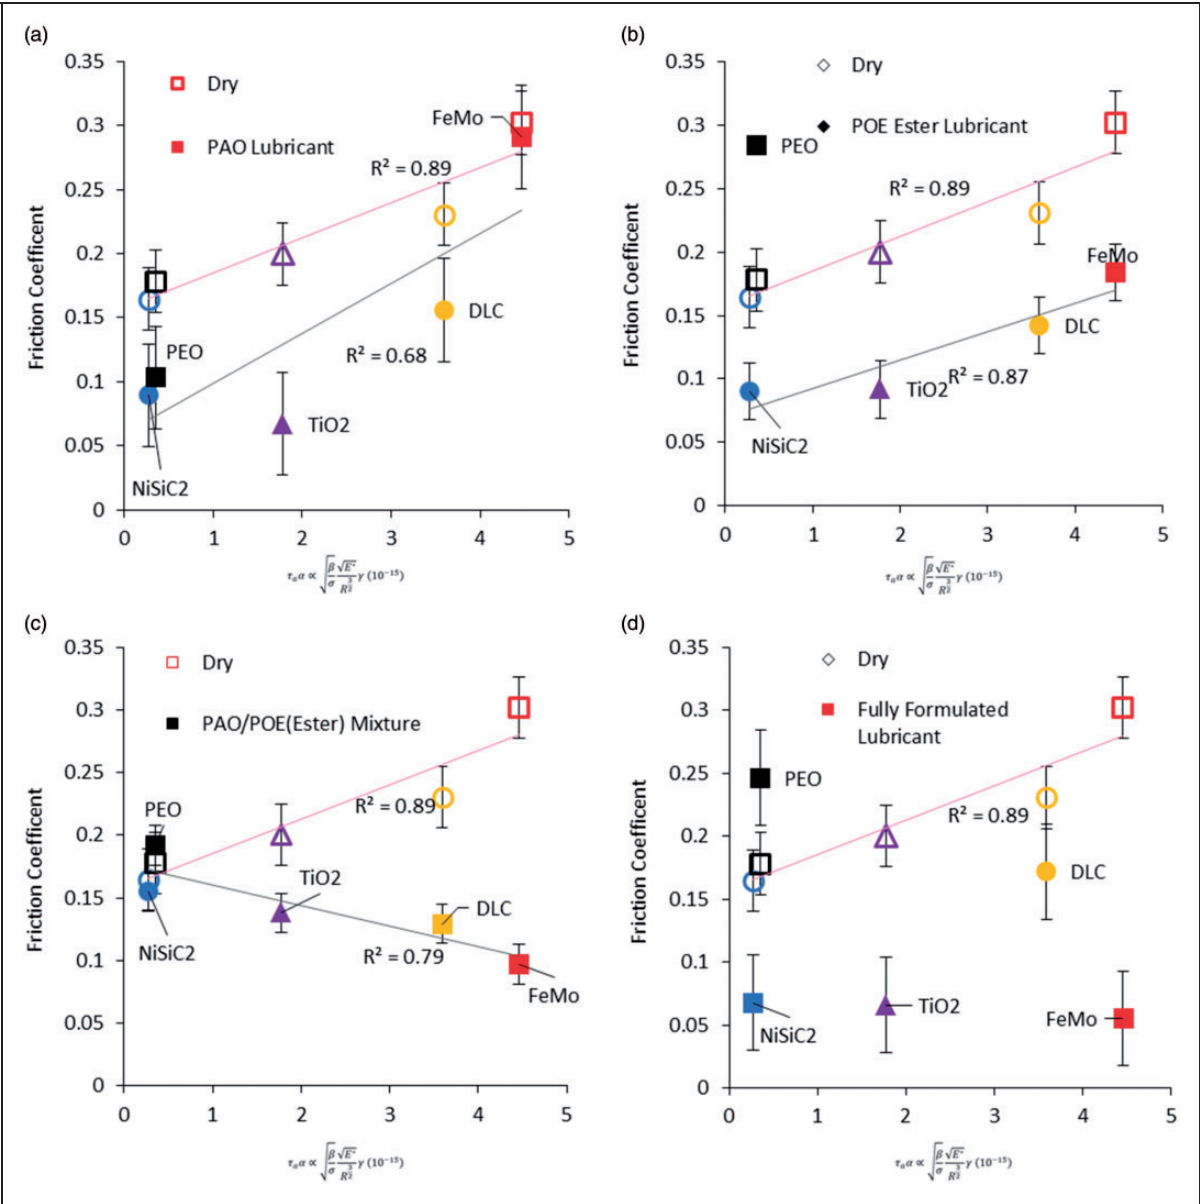 (a)
0.35
0.3
0.25
0.2
0.15
0.1
0.05
0
Friction Coefficent
Dry
PAO Lubricant
FeMo
R² = 0.89
DLC
R² = 0.68
PEO
TiO2
NiSiC2
0 1 2 3 4 5
(b)
0.35
0.3
0.25
0.2
0.15
0.1
0.05
0
Friction Coefficient
Dry
POE Ester Lubricant
PEO
R² = 0.89
FeMo
DLC
TiO2
R² = 0.87
NiSiC2
0 1 2 3 4 5
(c)
0.35
0.3
0.25
0.2
0.15
0.1
0.05
0
Friction Coefficent
Dry
PAO/POE(Ester) Mixture
PEO
R² = 0.89
TiO2
DLC
NiSiC2
R² = 0.79
FeMo
0 1 2 3 4 5
(d)
0.35
0.3
0.25
0.2
0.15
0.1
0.05
0
Friction Coefficent
Dry
Fully Formulated
Lubricant
PEO
R² = 0.89
DLC
TiO2
FeMo
NiSiC2
0 1 2 3 4 5